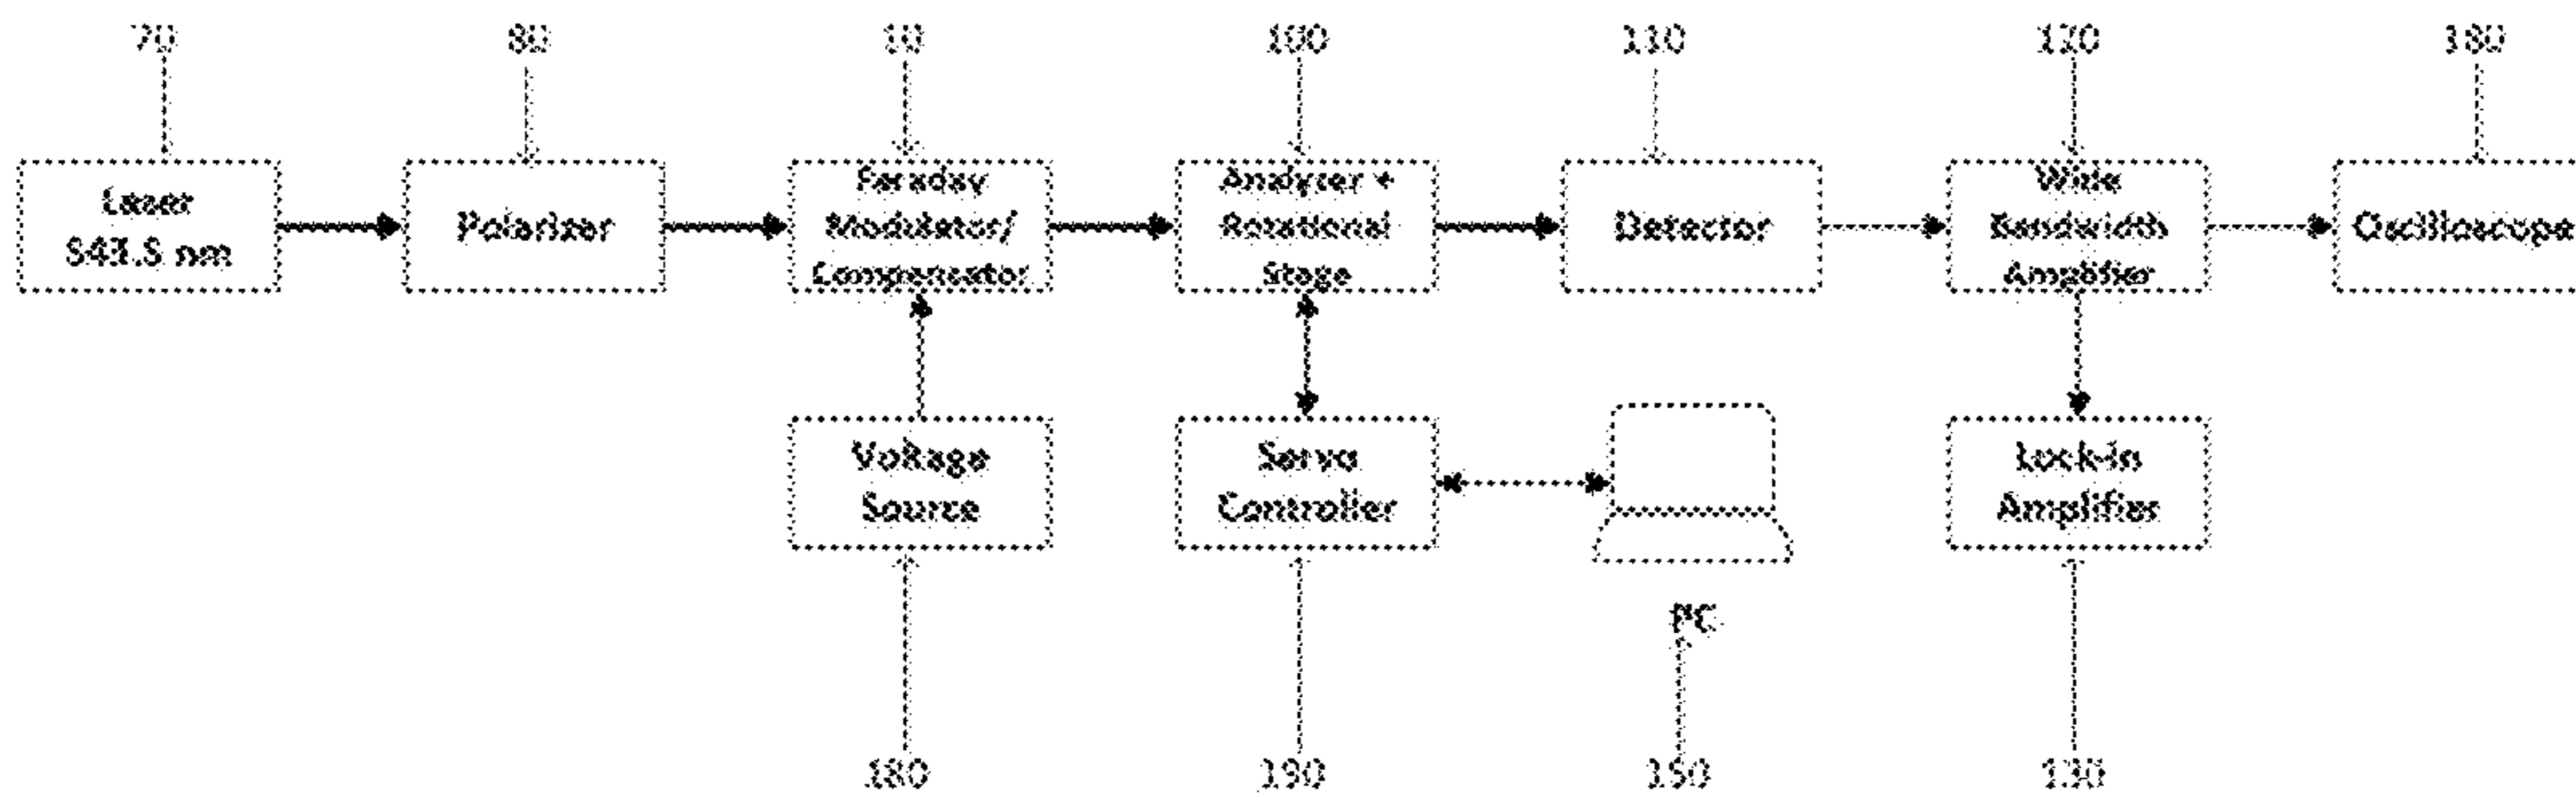 70
80
10
100
110
120
180
Laser
543.5 nm
Polarizer
Faraday
Modulator/
Compensator
Analyzer +
Rotational
Stage
Detector
Wide
Bandwidth
Amplifier
Oscilloscope
Voltage
Source
Servo
Controller
Lock-in
Amplifier
PC
180
190
150
130